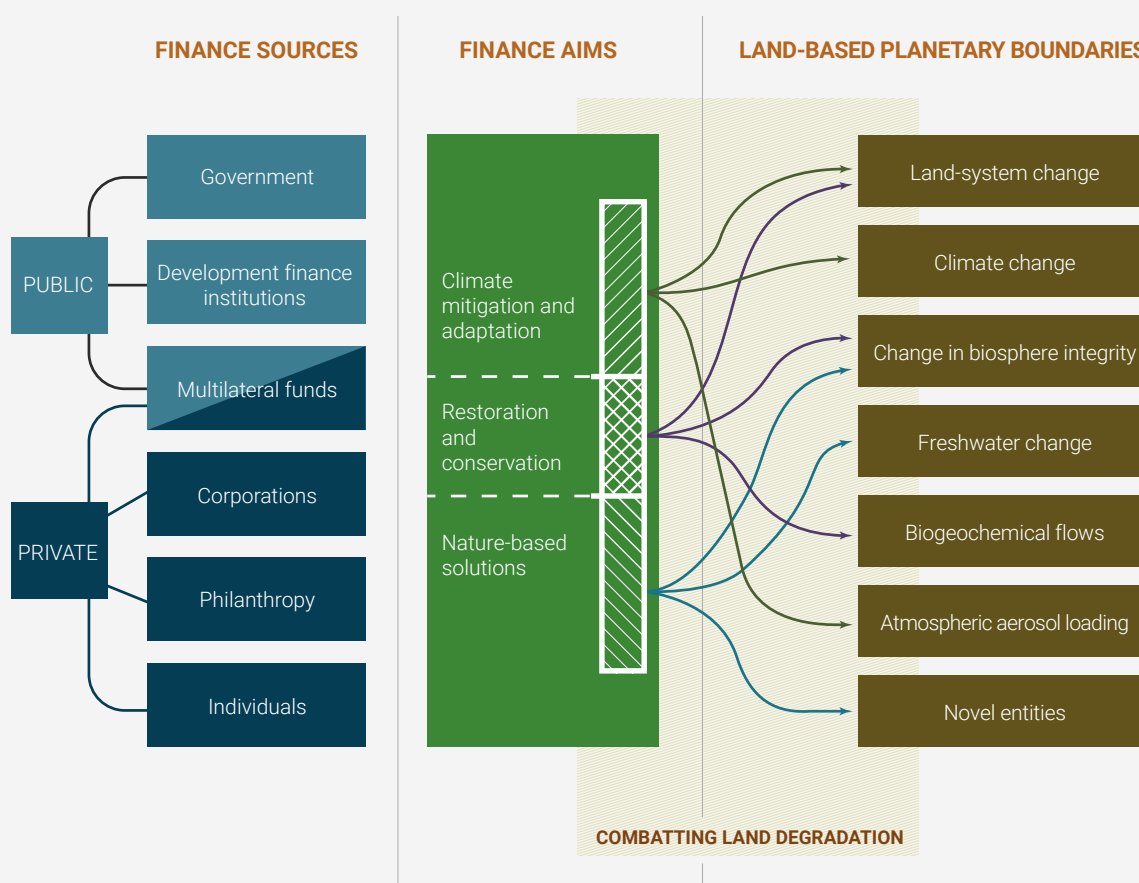 FINANCE SOURCES
FINANCE AIMS
LAND-BASED PLANETARY BOUNDARIES
PUBLIC
PRIVATE
Government
Development finance
institutions
Multilateral funds
Corporations
Philanthropy
Individuals
Climate
mitigation and
adaptation
Restoration
and
conservation
Nature-based
solutions
Land-system change
Climate change
Change in biosphere integrity
Freshwater change
Biogeochemical flows
Atmospheric aerosol loading
Novel entities
COMBATTING LAND DEGRADATION